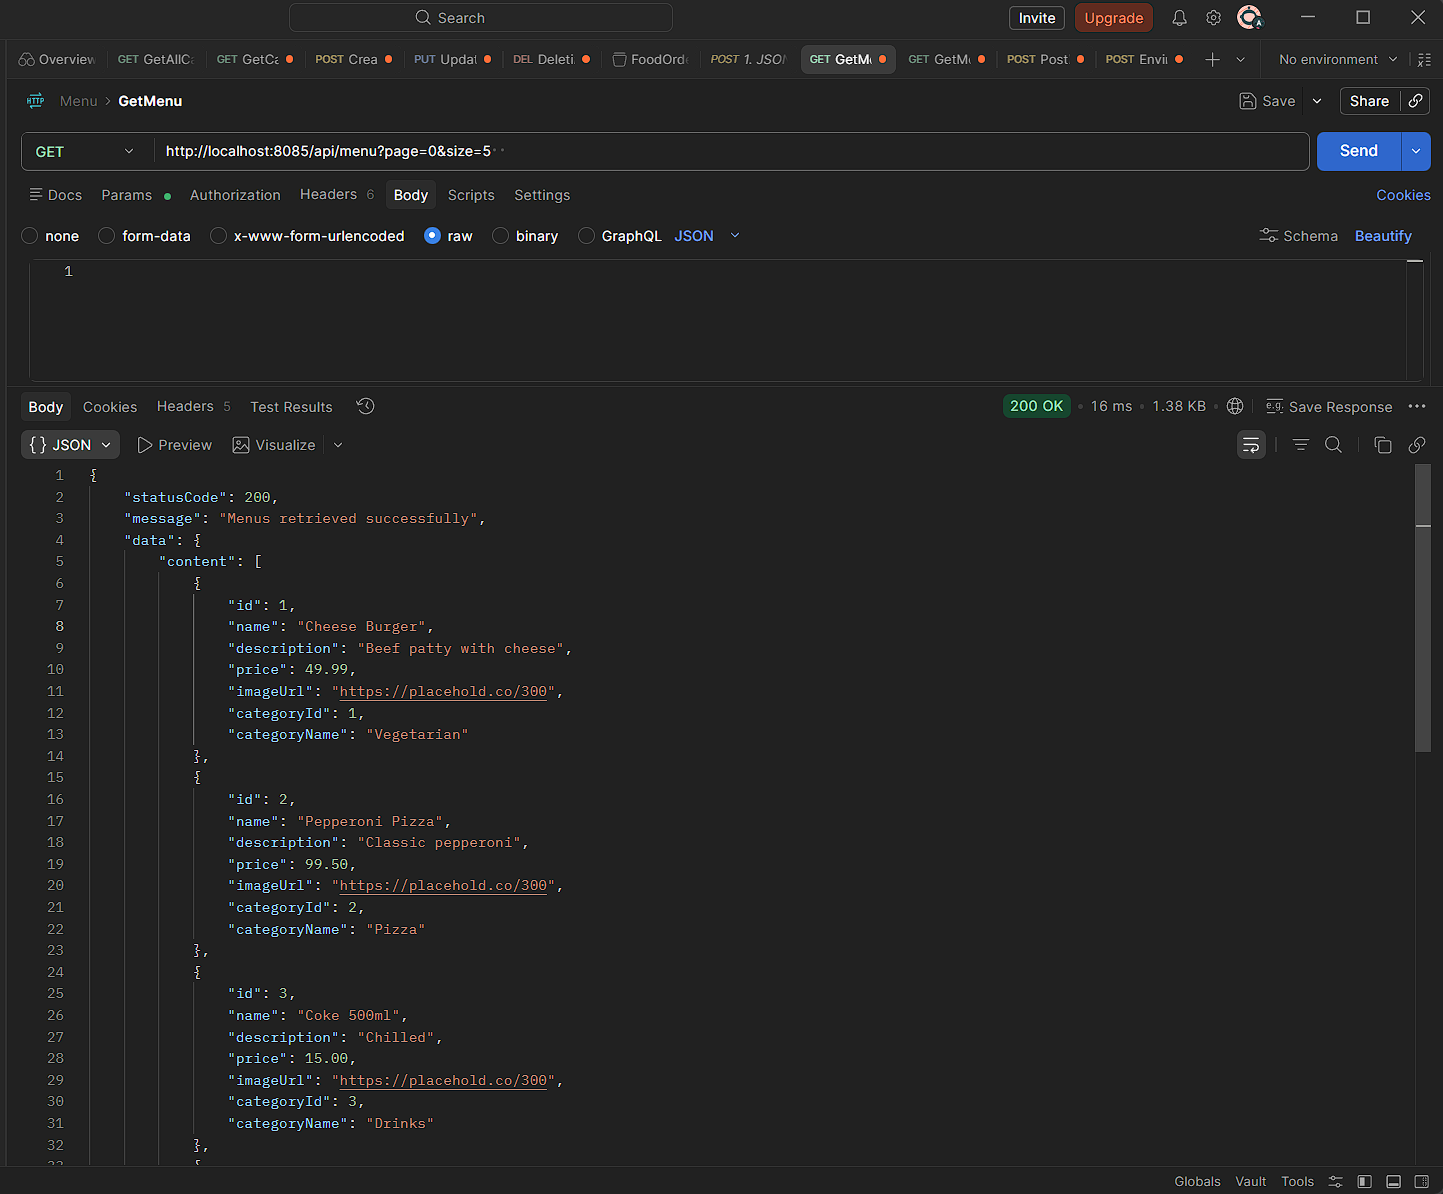 Search
Invite
Upgrade
Overview
GET GetAllCa
GET GetCa
POST Crea
PUT Updat
DEL Deleti
FoodOrde
POST 1. JSON
GET GetMe
GET GetMe
POST Post
POST Envi
No environment
HTTP
Menu > GetMenu
Save
Share
GET
http://localhost:8085/api/menu?page=0&size=5
Send
Docs
Params
Authorization
Headers 6
Body
Scripts
Settings
Cookies
none
form-data
x-www-form-urlencoded
raw
binary
GraphQL
JSON
Schema
Beautify
1
Body
Cookies
Headers 5
Test Results
200 OK
16 ms
1.38 KB
e.g. Save Response
{} JSON
Preview
Visualize
1 {
2 "statusCode": 200,
3 "message": "Menus retrieved successfully",
4 "data": {
5 "content": [
6 {
7 "id": 1,
8 "name": "Cheese Burger",
9 "description": "Beef patty with cheese",
10 "price": 49.99,
11 "imageUrl": "https://placehold.co/300",
12 "categoryId": 1,
13 "categoryName": "Vegetarian"
14 },
15 {
16 "id": 2,
17 "name": "Pepperoni Pizza",
18 "description": "Classic pepperoni",
19 "price": 99.50,
20 "imageUrl": "https://placehold.co/300",
21 "categoryId": 2,
22 "categoryName": "Pizza"
23 },
24 {
25 "id": 3,
26 "name": "Coke 500ml",
27 "description": "Chilled",
28 "price": 15.00,
29 "imageUrl": "https://placehold.co/300",
30 "categoryId": 3,
31 "categoryName": "Drinks"
32 },
Globals
Vault
Tools